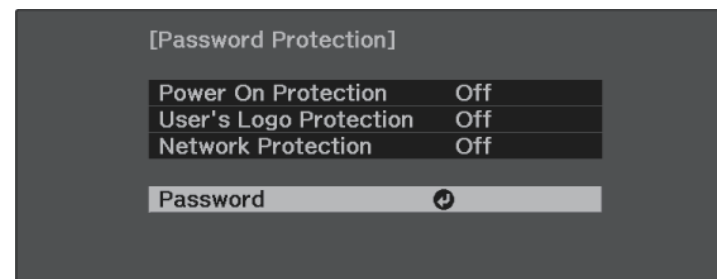 [Password Protection]
Power On Protection Off
User's Logo Protection Off
Network Protection Off
Password